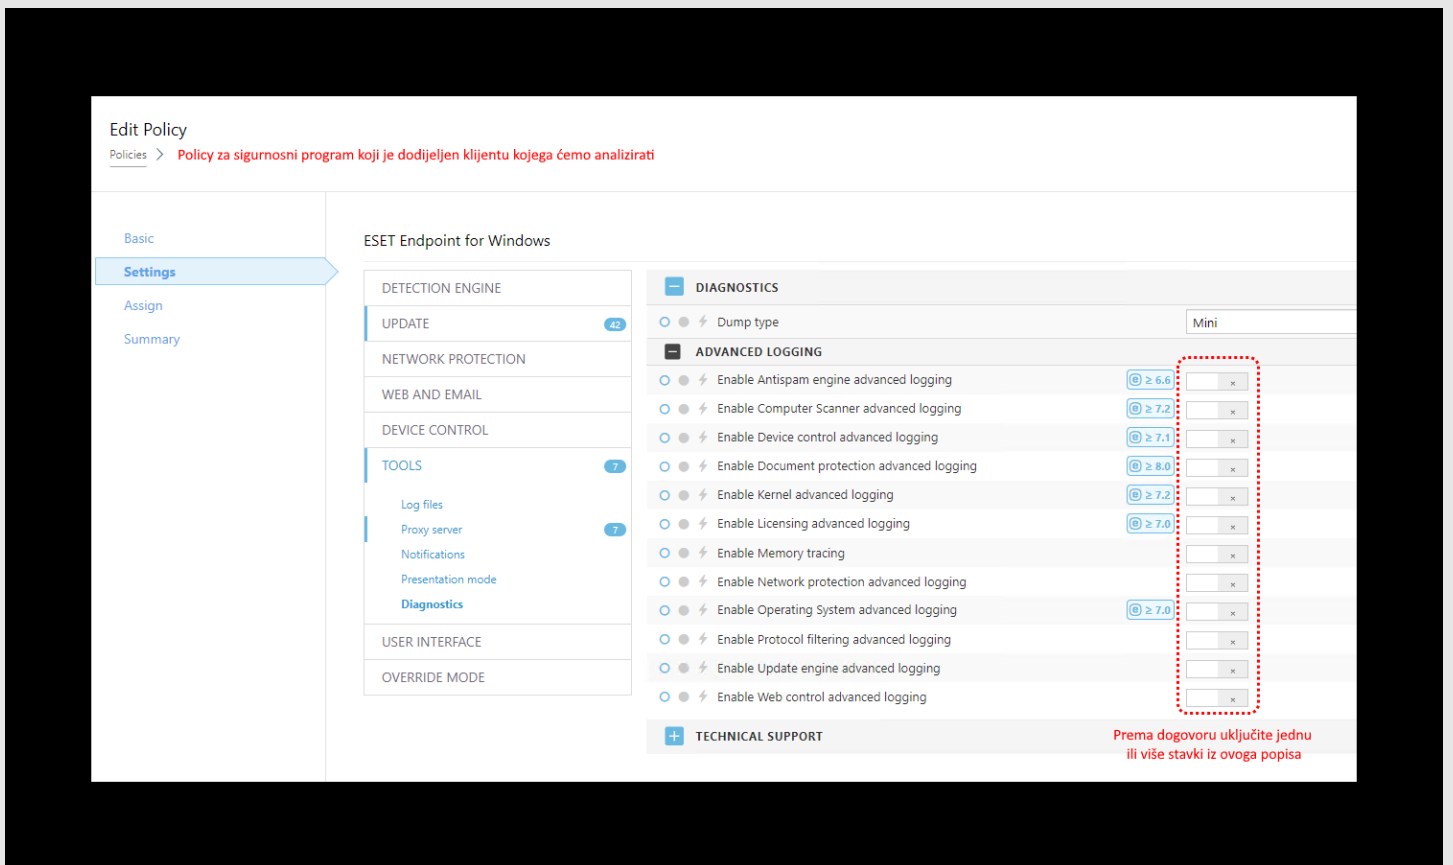 Edit Policy
Policies > Policy za sigurnosni program koji je dodijeljen klijentu kojega ćemo analizirati
Basic
Settings
Assign
Summary
ESET Endpoint for Windows
DETECTION ENGINE
UPDATE 42
NETWORK PROTECTION
WEB AND EMAIL
DEVICE CONTROL
TOOLS 7
Log files
Proxy server 7
Notifications
Presentation mode
Diagnostics
USER INTERFACE
OVERRIDE MODE
DIAGNOSTICS
Dump type Mini
ADVANCED LOGGING
Enable Antispam engine advanced logging ≥ 6.6
Enable Computer Scanner advanced logging ≥ 7.2
Enable Device control advanced logging ≥ 7.1
Enable Document protection advanced logging ≥ 8.0
Enable Kernel advanced logging ≥ 7.2
Enable Licensing advanced logging ≥ 7.0
Enable Memory tracing
Enable Network protection advanced logging
Enable Operating System advanced logging ≥ 7.0
Enable Protocol filtering advanced logging
Enable Update engine advanced logging
Enable Web control advanced logging
TECHNICAL SUPPORT
Prema dogovoru uključite jednu
ili više stavki iz ovoga popisa